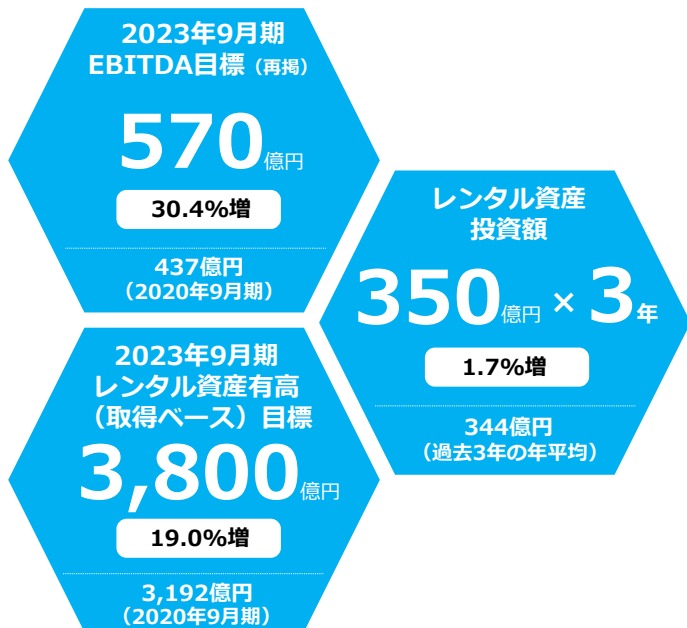 2023年9月期
EBITDA目標（再掲）
570億円
30.4%増
437億円
（2020年9月期）
レンタル資産
投資額
350億円 × 3年
1.7%増
344億円
（過去3年の年平均）
2023年9月期
レンタル資産有高
（取得ベース）目標
3,800億円
19.0%増
3,192億円
（2020年9月期）